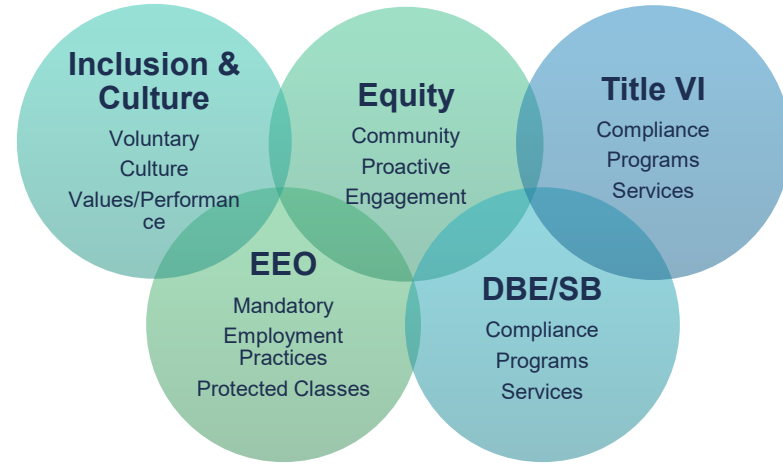 Inclusion &
Culture
Voluntary
Culture
Values/Performan
ce
Equity
Community
Proactive
Engagement
Title VI
Compliance
Programs
Services
EEO
Mandatory
Employment
Practices
Protected Classes
DBE/SB
Compliance
Programs
Services